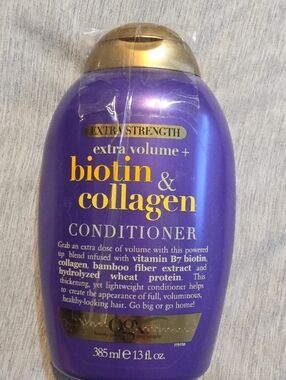 EXTRA STRENGTH
extra volume +
biotin
& collagen
CONDITIONER
Grab an extra dose of volume with this powered
up blend infused with vitamin B7 biotin,
collagen, bamboo fiber extract and
hydrolyzed wheat protein. This
thickening, yet lightweight conditioner helps
to create the appearance of full, voluminous,
healthy-looking hair. Go big or go home!
ogx
385 ml e 13 fl. oz.